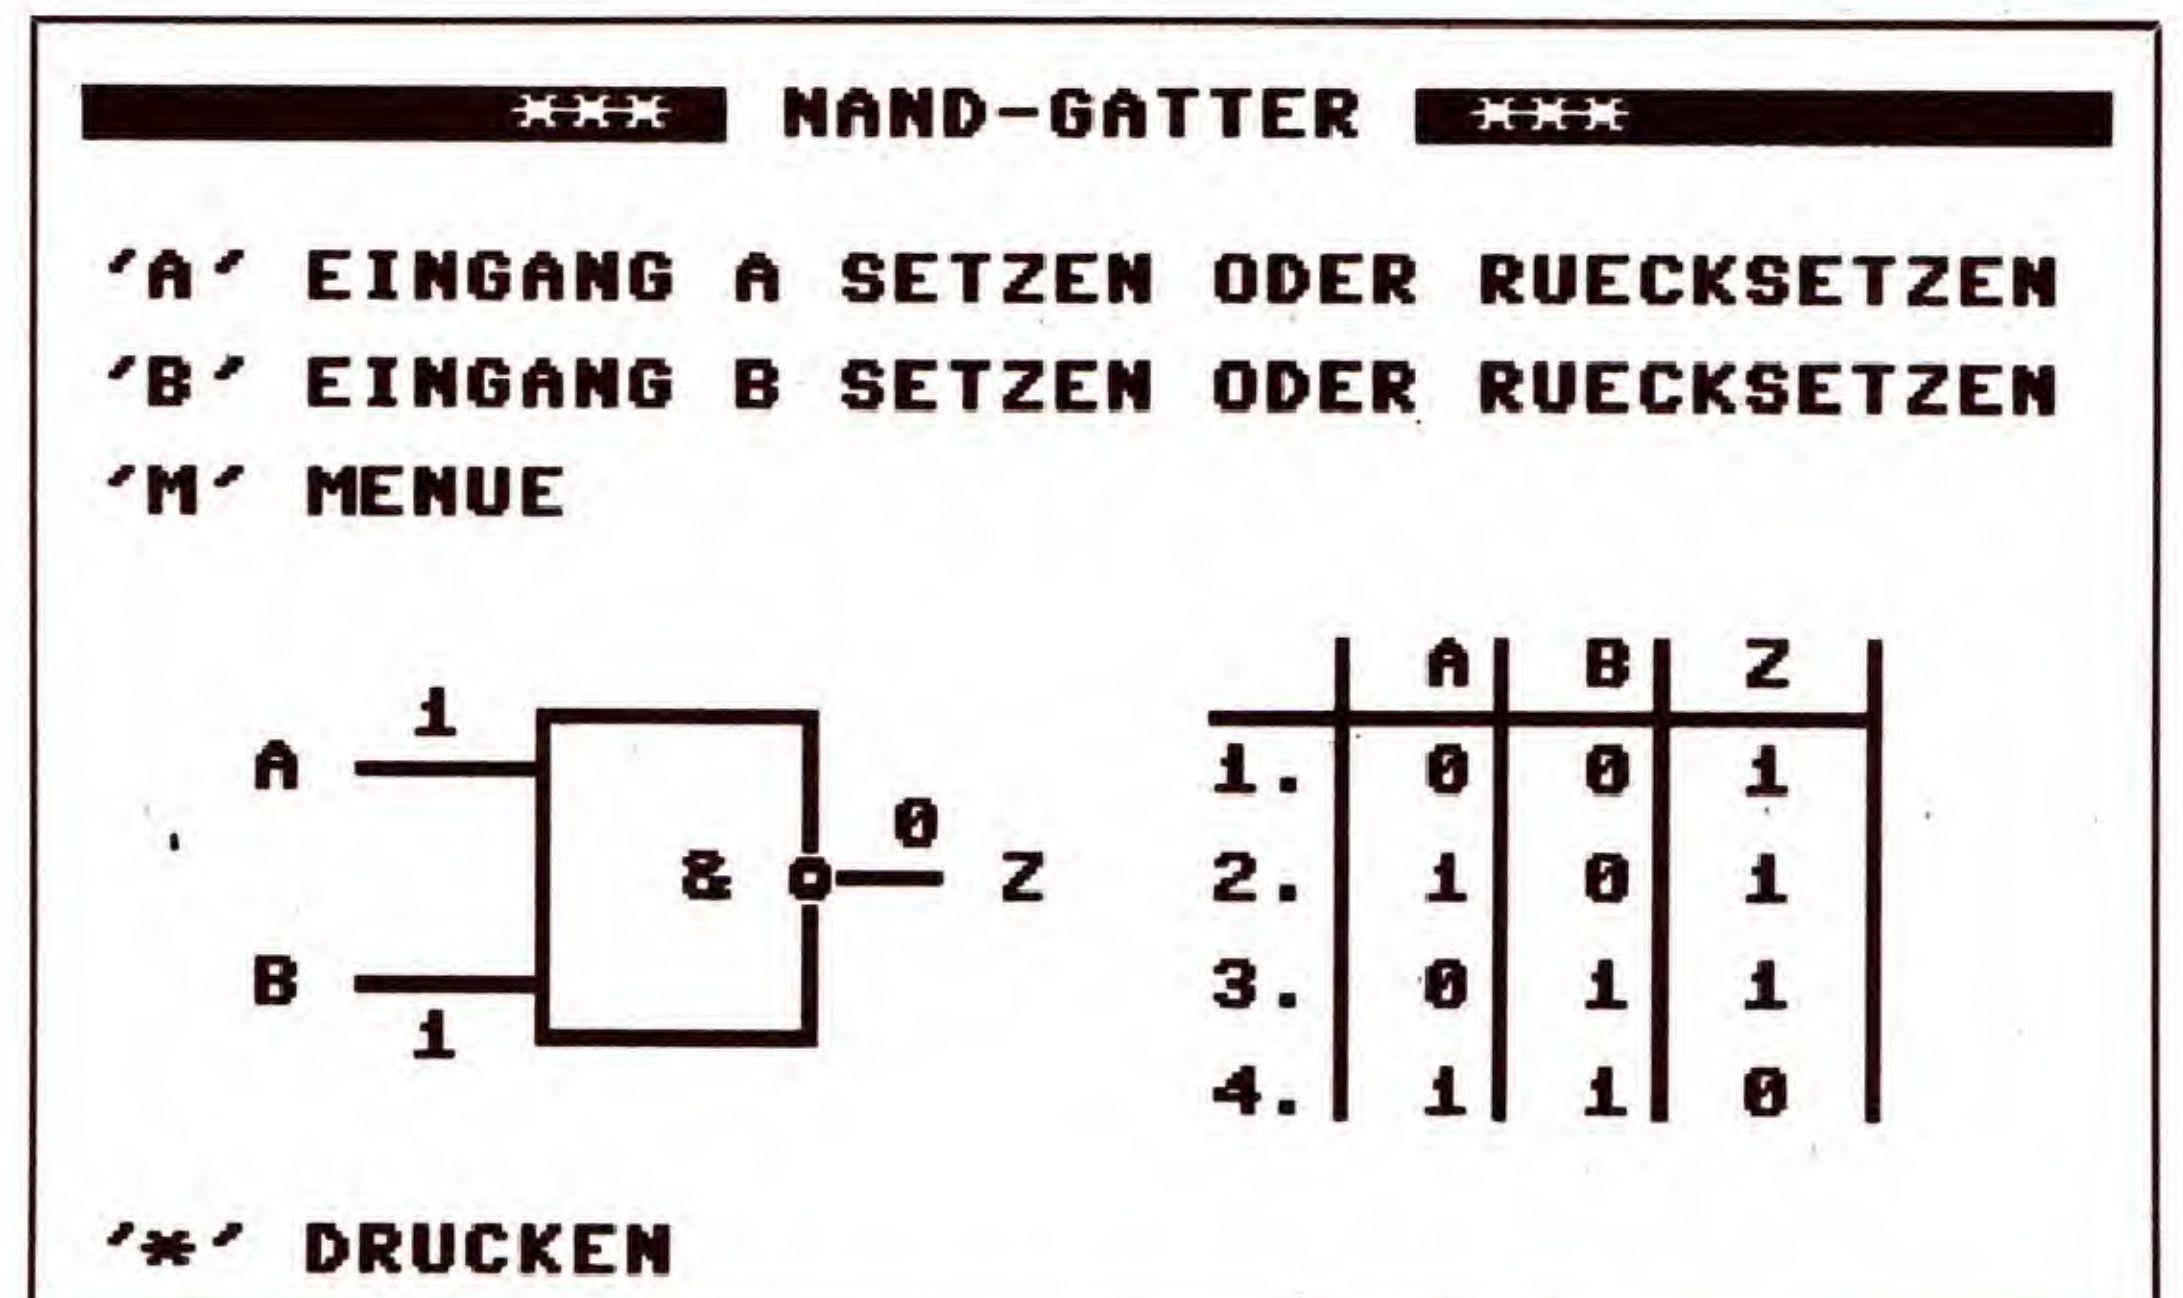 *** NAND-GATTER ***
'A' EINGANG A SETZEN ODER RUECKSETZEN
'B' EINGANG B SETZEN ODER RUECKSETZEN
'M' MENUE
1
A
& 0 Z
B
1
A B Z
1. 0 0 1
2. 1 0 1
3. 0 1 1
4. 1 1 0
'*' DRUCKEN